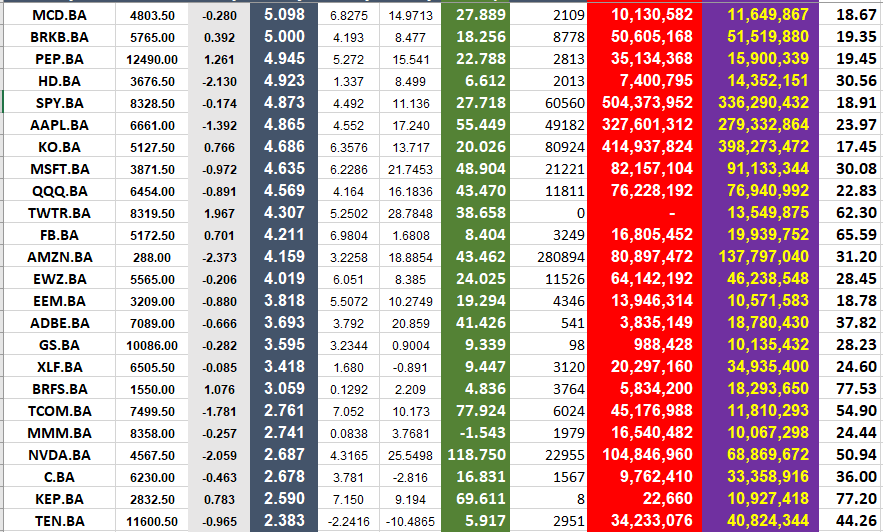 MCD.BA 4803.50 -0.280 5.098 6.8275 14.9713 27.889 2109 10,130,582 11,649,867 18.67
BRKB.BA 5765.00 0.392 5.000 4.193 8.477 18.256 8778 50,605,168 51,519,880 19.35
PEP.BA 12490.00 1.261 4.945 5.272 15.541 22.788 2813 35,134,368 15,900,339 19.45
HD.BA 3676.50 -2.130 4.923 1.337 8.499 6.612 2013 7,400,795 14,352,151 30.56
SPY.BA 8328.50 -0.174 4.873 4.492 11.136 27.718 60560 504,373,952 336,290,432 18.91
AAPL.BA 6661.00 -1.392 4.865 4.552 17.240 55.449 49182 327,601,312 279,332,864 23.97
KO.BA 5127.50 0.766 4.686 6.3576 13.717 20.026 80924 414,937,824 398,273,472 17.45
MSFT.BA 3871.50 -0.972 4.635 6.2286 21.7453 48.904 21221 82,157,104 91,133,344 30.08
QQQ.BA 6454.00 -0.891 4.569 4.164 16.1836 43.470 11811 76,228,192 76,940,992 22.83
TWTR.BA 8319.50 1.967 4.307 5.2502 28.7848 38.658 0 - 13,549,875 62.30
FB.BA 5172.50 0.701 4.211 6.9804 1.6808 8.404 3249 16,805,452 19,939,752 65.59
AMZN.BA 288.00 -2.373 4.159 3.2258 18.8854 43.462 280894 80,897,472 137,797,040 31.20
EWZ.BA 5565.00 -0.206 4.019 6.051 8.385 24.025 11526 64,142,192 46,238,548 28.45
EEM.BA 3209.00 -0.880 3.818 5.5072 10.2749 19.294 4346 13,946,314 10,571,583 18.78
ADBE.BA 7089.00 -0.666 3.693 3.792 20.859 41.426 541 3,835,149 18,780,430 37.82
GS.BA 10086.00 -0.282 3.595 3.2344 0.9004 9.339 98 988,428 10,135,432 28.23
XLF.BA 6505.50 -0.085 3.418 1.680 -0.891 9.447 3120 20,297,160 34,935,400 24.60
BRFS.BA 1550.00 1.076 3.059 0.1292 2.209 4.836 3764 5,834,200 18,293,650 77.53
TCOM.BA 7499.50 -1.781 2.761 7.052 10.173 77.924 6024 45,176,988 11,810,293 54.90
MMM.BA 8358.00 -0.257 2.741 0.0838 3.7681 -1.543 1979 16,540,482 10,067,298 24.44
NVDA.BA 4567.50 -2.059 2.687 4.3165 25.5498 118.750 22955 104,846,960 68,869,672 50.94
C.BA 6230.00 -0.463 2.678 3.781 -2.816 16.831 1567 9,762,410 33,358,916 36.00
KEP.BA 2832.50 0.783 2.590 7.150 9.194 69.611 8 22,660 10,927,418 77.20
TEN.BA 11600.50 -0.965 2.383 -2.2416 -10.4865 5.917 2951 34,233,076 40,824,344 44.26